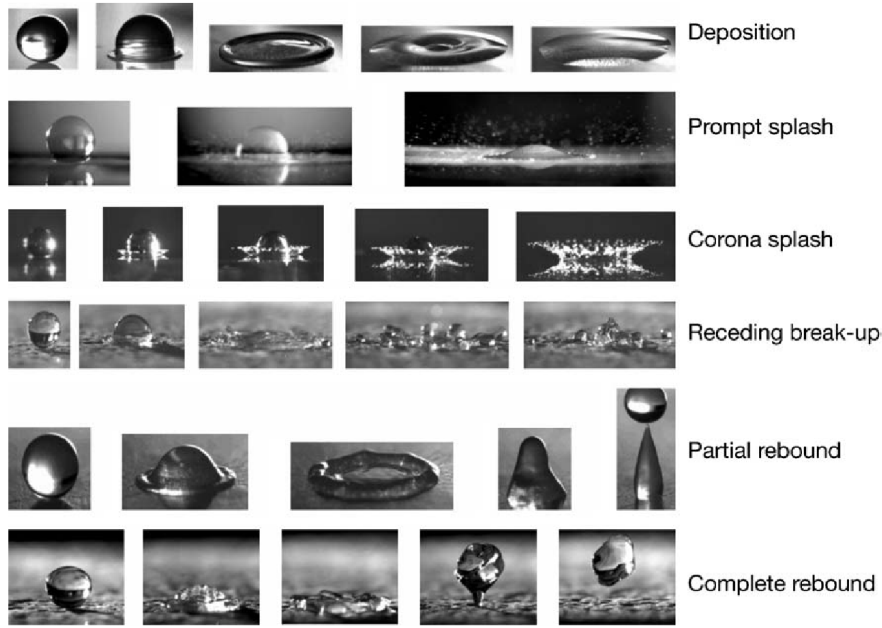 Deposition
Prompt splash
Corona splash
Receding break-up
Partial rebound
Complete rebound